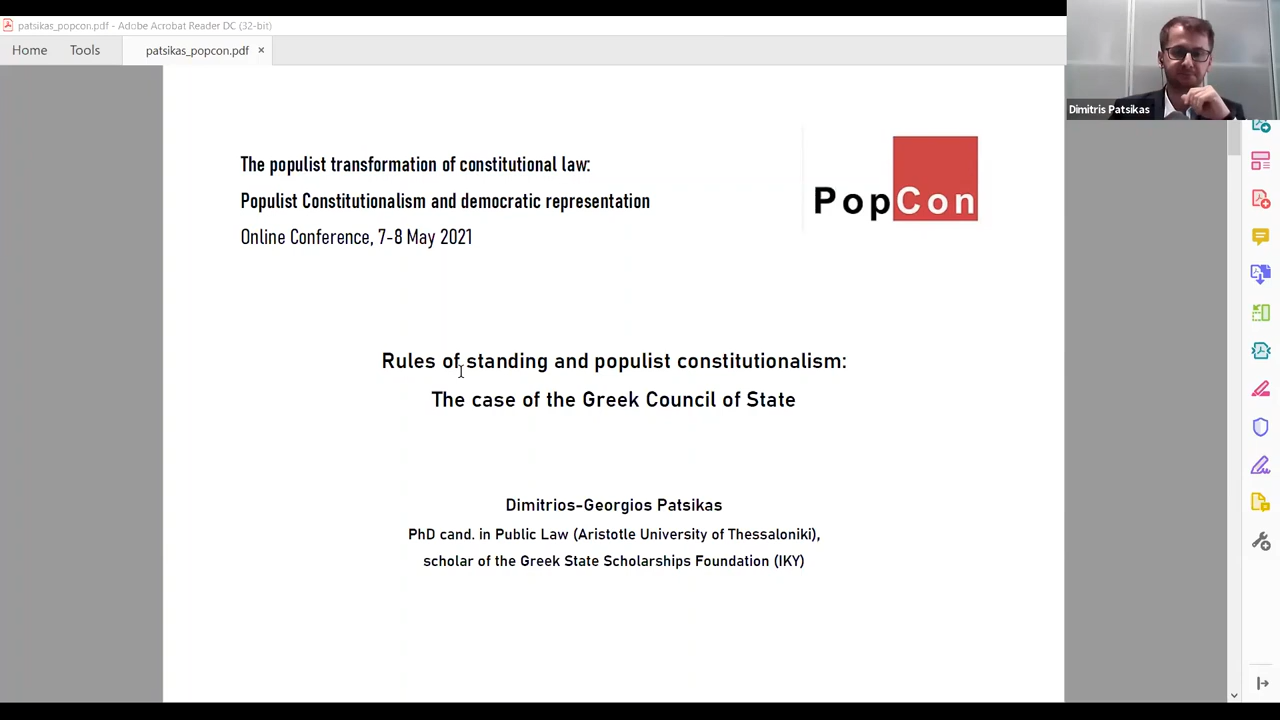 patsikas_popcon.pdf - Adobe Acrobat Reader DC (32-bit)
Home Tools patsikas_popcon.pdf ×
Dimitris Patsikas
The populist transformation of constitutional law:
Populist Constitutionalism and democratic representation
Online Conference, 7-8 May 2021
PopCon
Rules of standing and populist constitutionalism:
The case of the Greek Council of State
Dimitrios-Georgios Patsikas
PhD cand. in Public Law (Aristotle University of Thessaloniki),
scholar of the Greek State Scholarships Foundation (IKY)